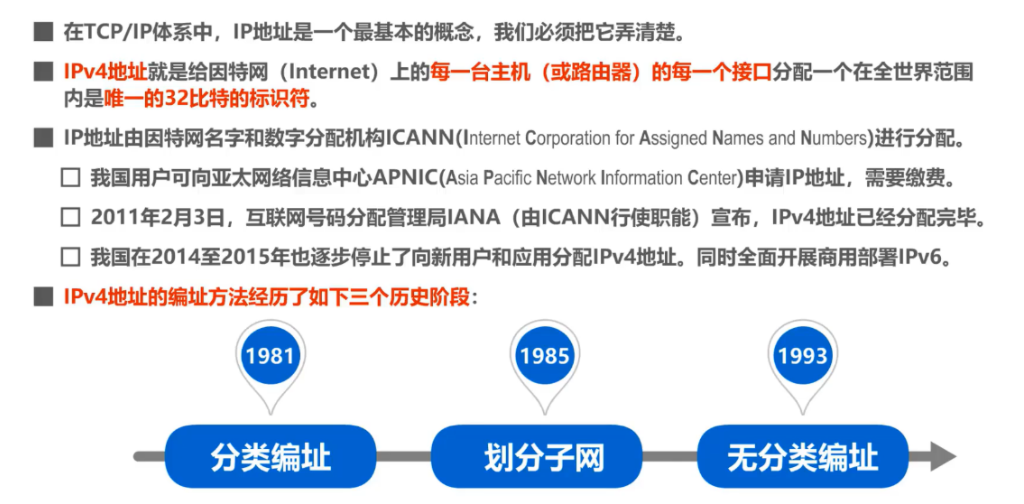 在TCP/IP体系中，IP地址是一个最基本的概念，我们必须把它弄清楚。
IPv4地址就是给因特网（Internet）上的每一台主机（或路由器）的每一个接口分配一个在全世界范围
内是唯一的32比特的标识符。
IP地址由因特网名字和数字分配机构ICANN(Internet Corporation for Assigned Names and Numbers)进行分配。
我国用户可向亚太网络信息中心APNIC(Asia Pacific Network Information Center)申请IP地址，需要缴费。
2011年2月3日，互联网号码分配管理局IANA（由ICANN行使职能）宣布，IPv4地址已经分配完毕。
我国在2014至2015年也逐步停止了向新用户和应用分配IPv4地址。同时全面开展商用部署IPv6。
IPv4地址的编址方法经历了如下三个历史阶段：
1981 1985 1993
分类编址 划分子网 无分类编址